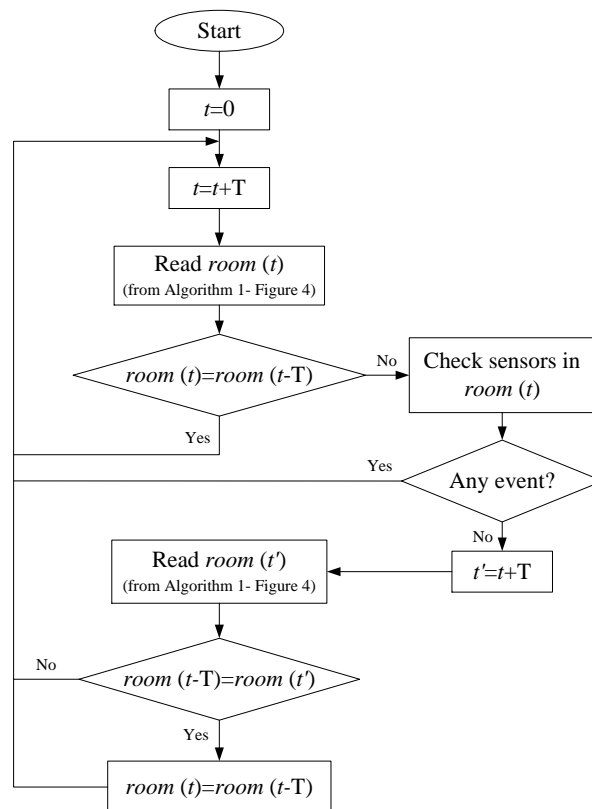 Start
t=0
t=t+T
Read room (t)
(from Algorithm 1- Figure 4)
room (t)=room (t-T)
No
Check sensors in
room (t)
Yes
Yes
Any event?
No
Read room (t')
(from Algorithm 1- Figure 4)
t'=t+T
No
room (t-T)=room (t')
Yes
room (t)=room (t-T)